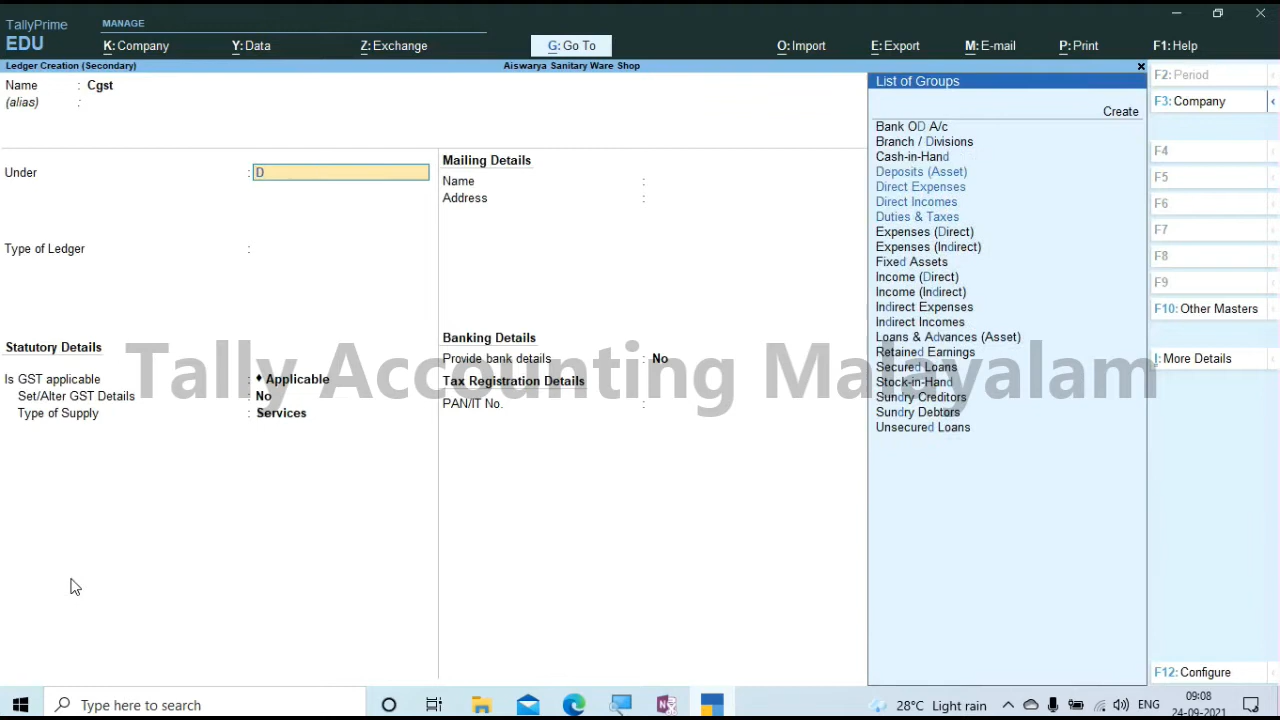 TallyPrime
EDU
MANAGE
K: Company
Y: Data
Z: Exchange
G: Go To
O: Import
E: Export
M: E-mail
P: Print
F1: Help
Ledger Creation (Secondary)
Aiswarya Sanitary Ware Shop
Name : Cgst
(alias) :
Under : D
Type of Ledger :
Statutory Details
Is GST applicable : ♦ Applicable
Set/Alter GST Details : No
Type of Supply : Services
Mailing Details
Name :
Address :
Banking Details
Provide bank details : No
Tax Registration Details
PAN/IT No. :
List of Groups
Create
Bank OD A/c
Branch / Divisions
Cash-in-Hand
Deposits (Asset)
Direct Expenses
Direct Incomes
Duties & Taxes
Expenses (Direct)
Expenses (Indirect)
Fixed Assets
Income (Direct)
Income (Indirect)
Indirect Expenses
Indirect Incomes
Loans & Advances (Asset)
Retained Earnings
Secured Loans
Stock-in-Hand
Sundry Creditors
Sundry Debtors
Unsecured Loans
F2: Period
F3: Company
F4
F5
F6
F7
F8
F9
F10: Other Masters
I: More Details
F12: Configure
Tally Accounting Malayalam
Type here to search
28°C Light rain
ENG
09:08
24-09-2021